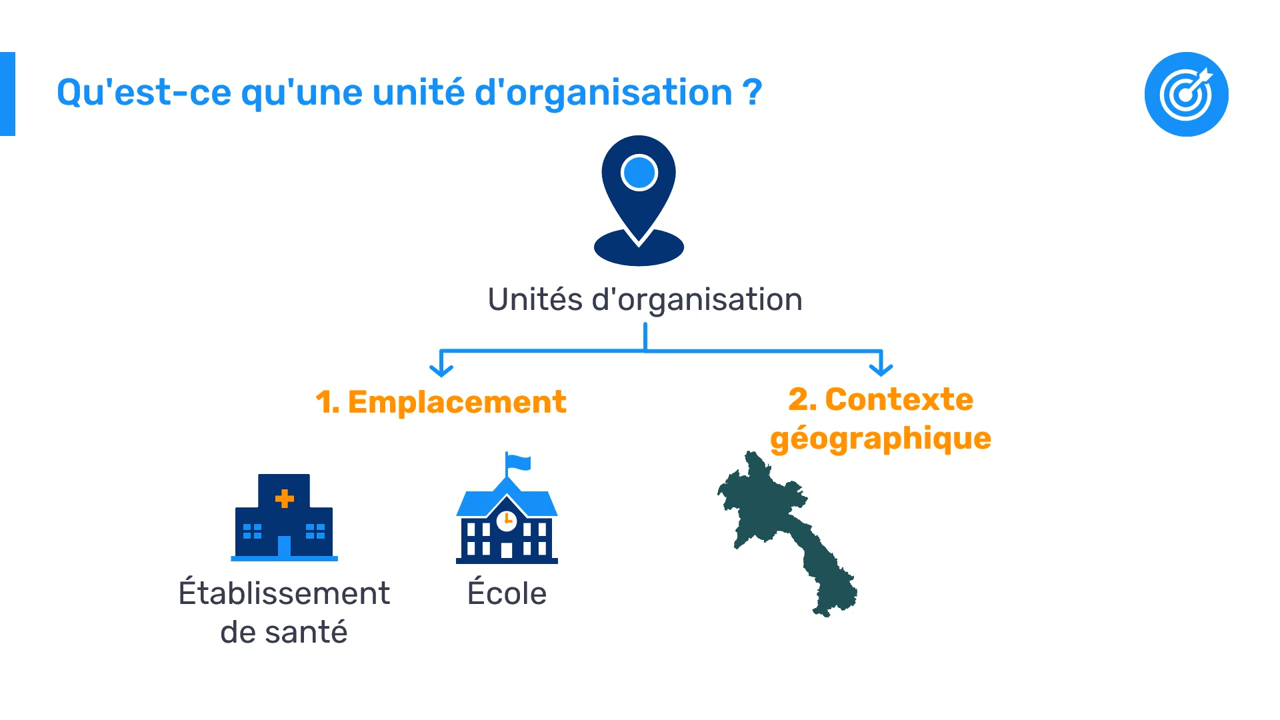 Qu'est-ce qu'une unité d'organisation ?
Unités d'organisation
1. Emplacement
2. Contexte
géographique
Établissement
de santé
École